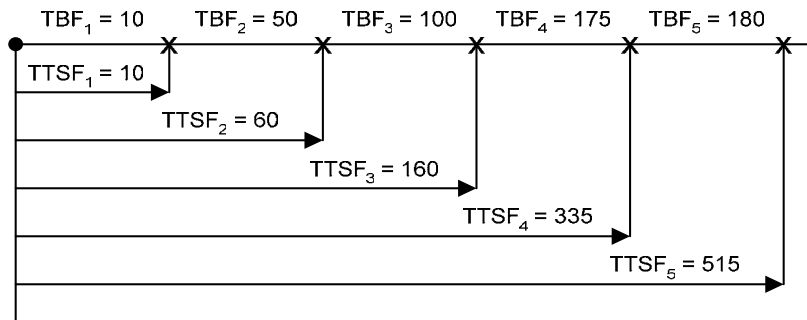 TBF₁ = 10 TBF₂ = 50 TBF₃ = 100 TBF₄ = 175 TBF₅ = 180
TTSF₁ = 10
TTSF₂ = 60
TTSF₃ = 160
TTSF₄ = 335
TTSF₅ = 515